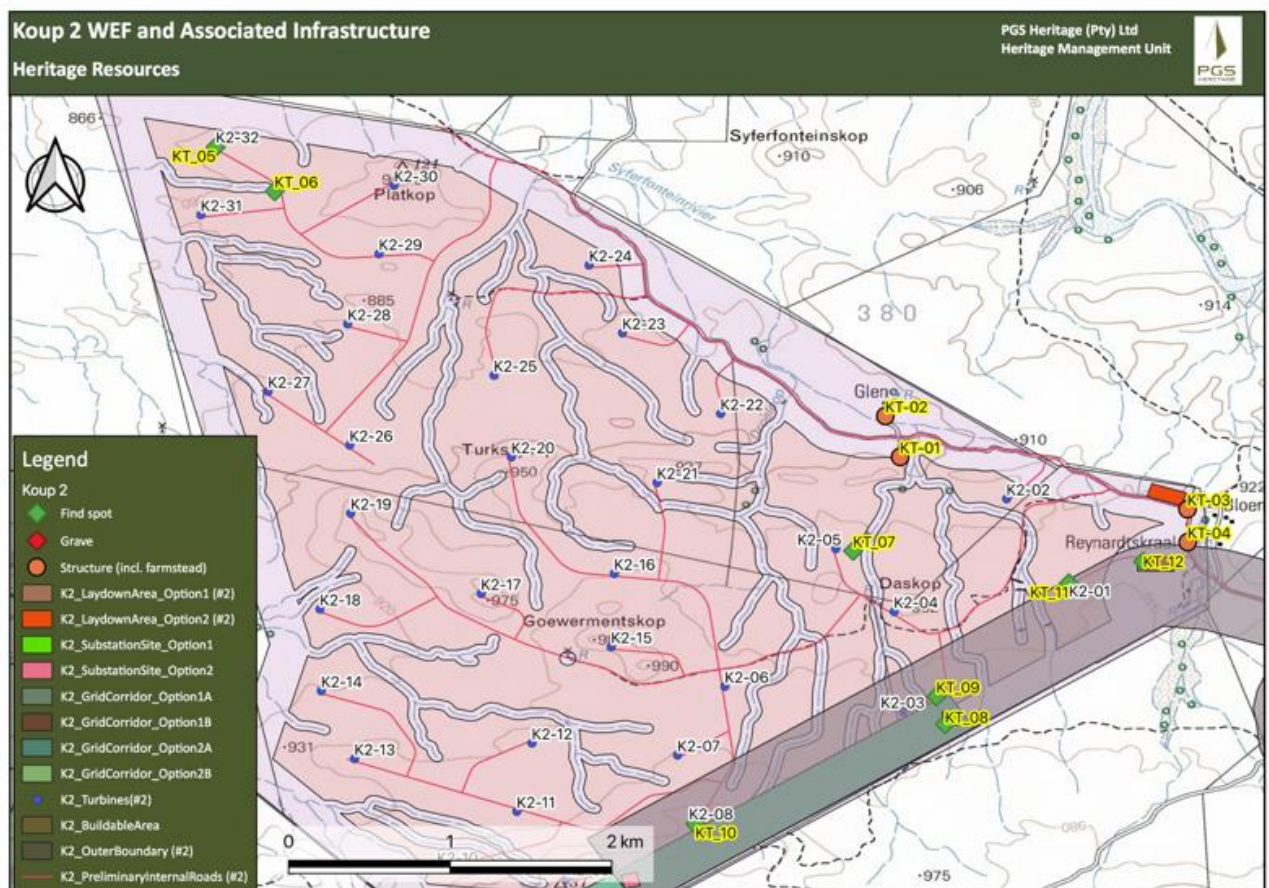 Koup 2 WEF and Associated Infrastructure
Heritage Resources
PGS Heritage (Pty) Ltd
Heritage Management Unit
PGS
HERITAGE
866
K2-32
KT_05
KT_06
K2-31
121
K2-30
Platkop
K2-29
885
K2-28
K2-27
K2-26
K2-25
K2-24
K2-23
K2-22
Syferfonteinskop
910
Syferfonteinrivier
906
R
914
380
Glen
R
KT-02
KT-01
910
K2-02
922
KT-03
KT-04
Reynardtskraal
KT_12
KT_11
K2-01
K2-20
950
K2-21
K2-19
K2-05
KT_07
K2-16
Daskop
K2-04
K2-17
975
Goewermentskop
K2-15
R
990
K2-18
K2-06
KT_09
K2-03
KT_08
K2-14
931
K2-13
K2-12
K2-07
K2-11
K2-08
KT_10
975
Legend
Koup 2
Find spot
Grave
Structure (incl. farmstead)
K2_LaydownArea_Option1 (#2)
K2_LaydownArea_Option2 (#2)
K2_SubstationSite_Option1
K2_SubstationSite_Option2
K2_GridCorridor_Option1A
K2_GridCorridor_Option1B
K2_GridCorridor_Option2A
K2_GridCorridor_Option2B
K2_Turbines(#2)
K2_BuildableArea
K2_OuterBoundary (#2)
K2_PreliminaryInternalRoads (#2)
0 1 2 km